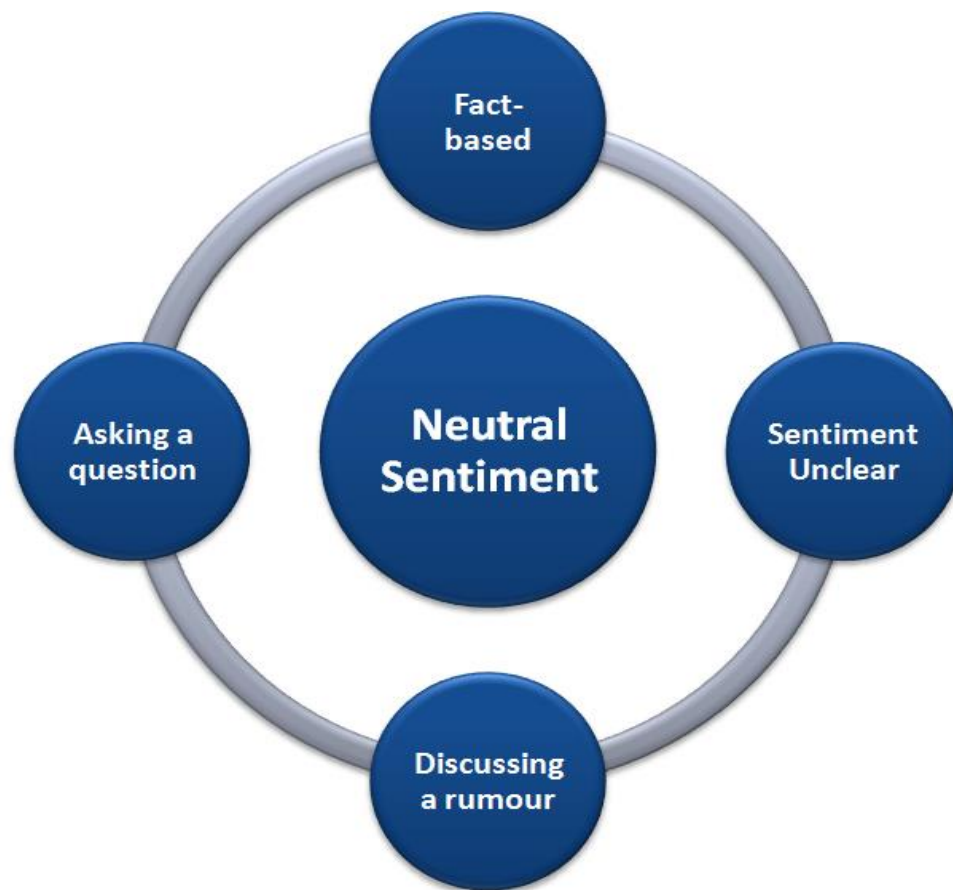 Fact-
based
Asking a
question
Neutral
Sentiment
Sentiment
Unclear
Discussing
a rumour